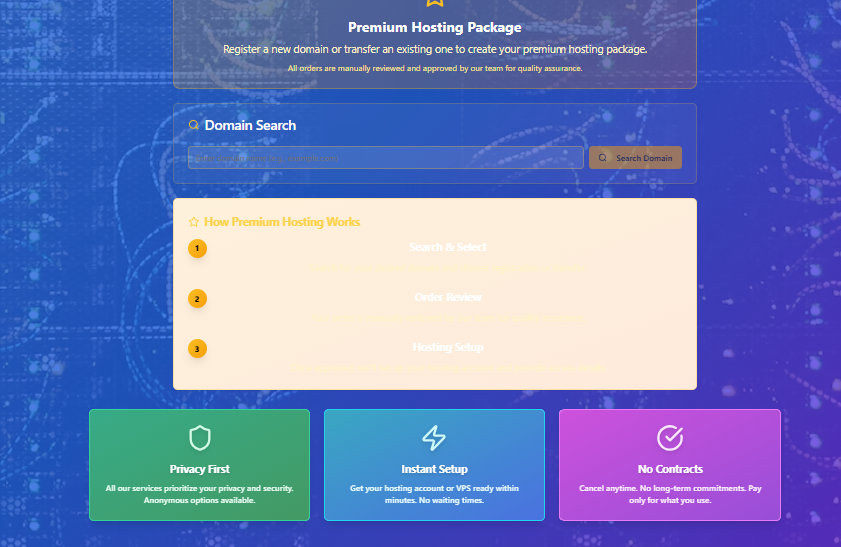 Premium Hosting Package
Register a new domain or transfer an existing one to create your premium hosting package.
All orders are manually reviewed and approved by our team for quality assurance.
Domain Search
Search Domain
How Premium Hosting Works
1
Search & Select
2
Order Review
3
Hosting Setup
Privacy First
All our services prioritize your privacy and security.
Anonymous options available.
Instant Setup
Get your hosting account or VPS ready within
minutes. No waiting times.
No Contracts
Cancel anytime. No long-term commitments. Pay
only for what you use.